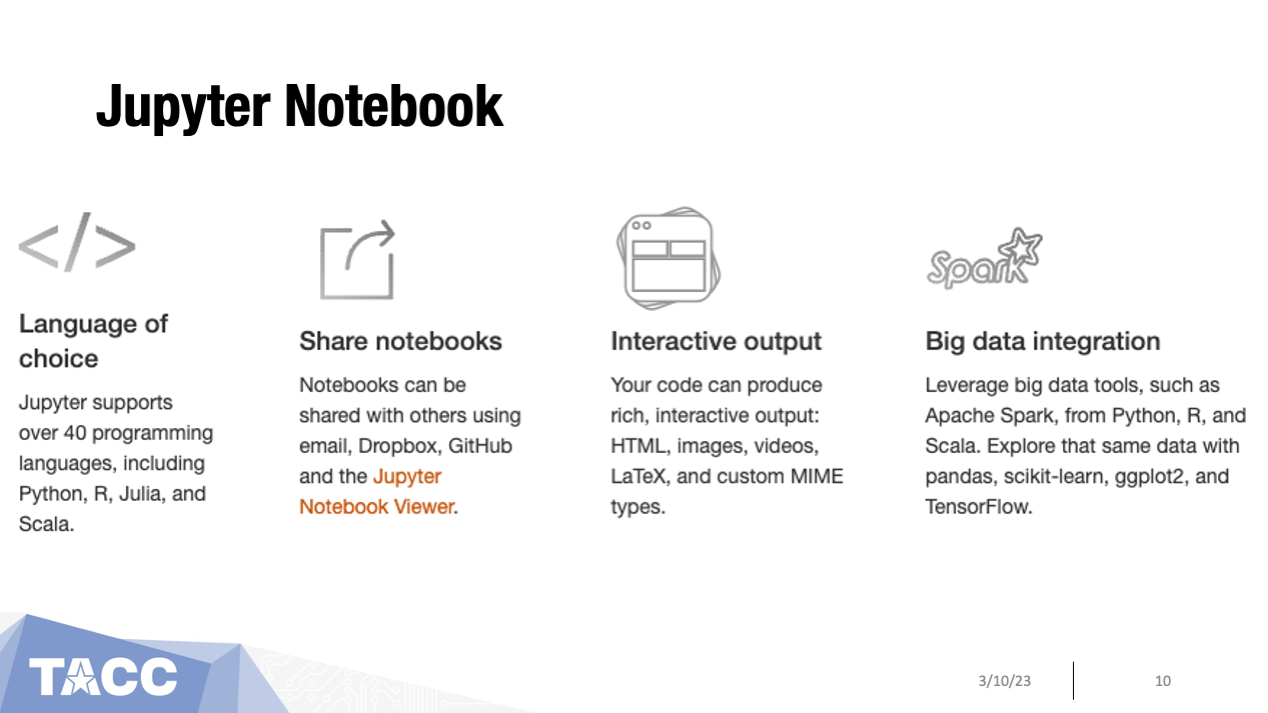 Jupyter Notebook
</>
Language of
choice
Jupyter supports
over 40 programming
languages, including
Python, R, Julia, and
Scala.
Share notebooks
Notebooks can be
shared with others using
email, Dropbox, GitHub
and the Jupyter
Notebook Viewer.
Interactive output
Your code can produce
rich, interactive output:
HTML, images, videos,
LaTeX, and custom MIME
types.
Spark
Big data integration
Leverage big data tools, such as
Apache Spark, from Python, R, and
Scala. Explore that same data with
pandas, scikit-learn, ggplot2, and
TensorFlow.
TACC
3/10/23
10